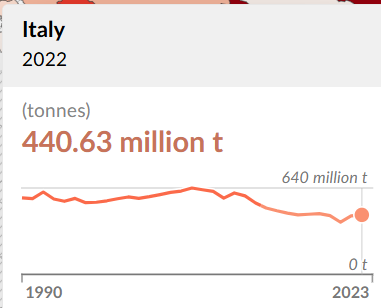 Italy
2022
(tonnes)
440.63 million t
640 million t
0 t
1990
2023